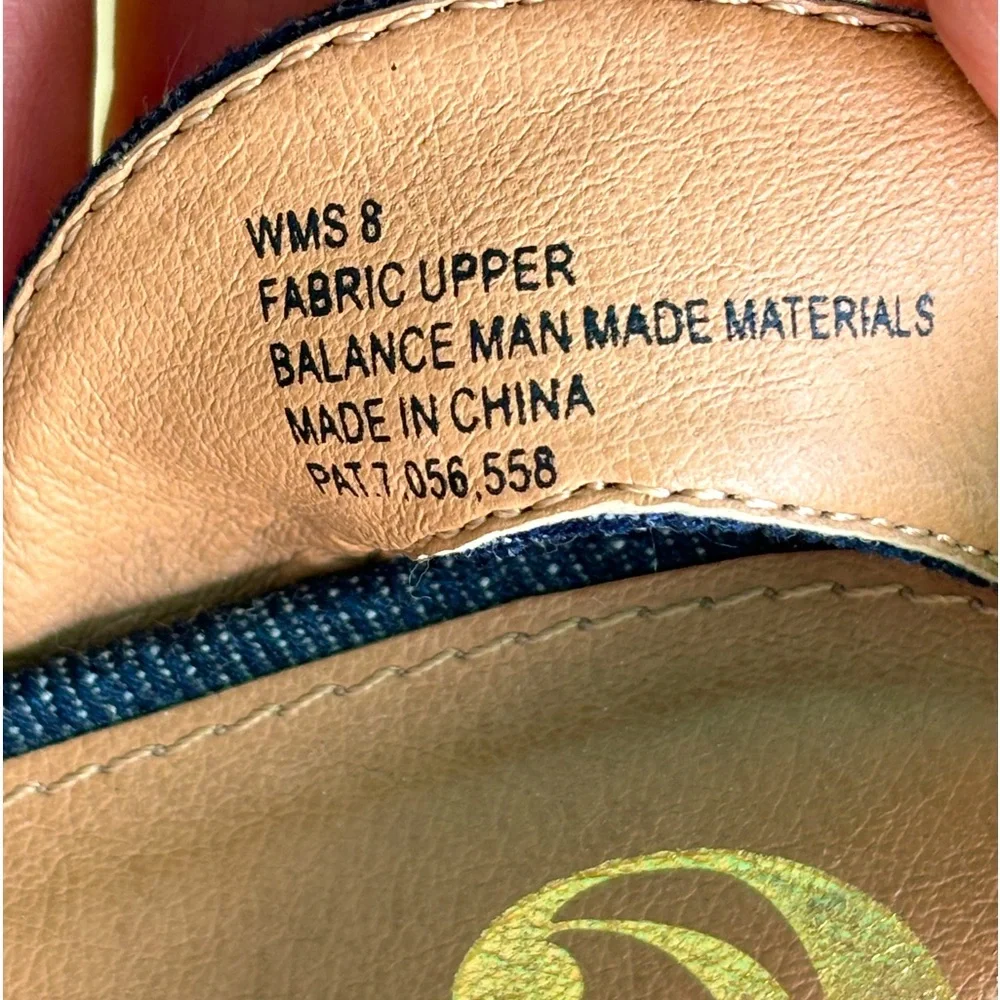 WMS 8
FABRIC UPPER
BALANCE MAN MADE MATERIALS
MADE IN CHINA
PAT.7,056,558